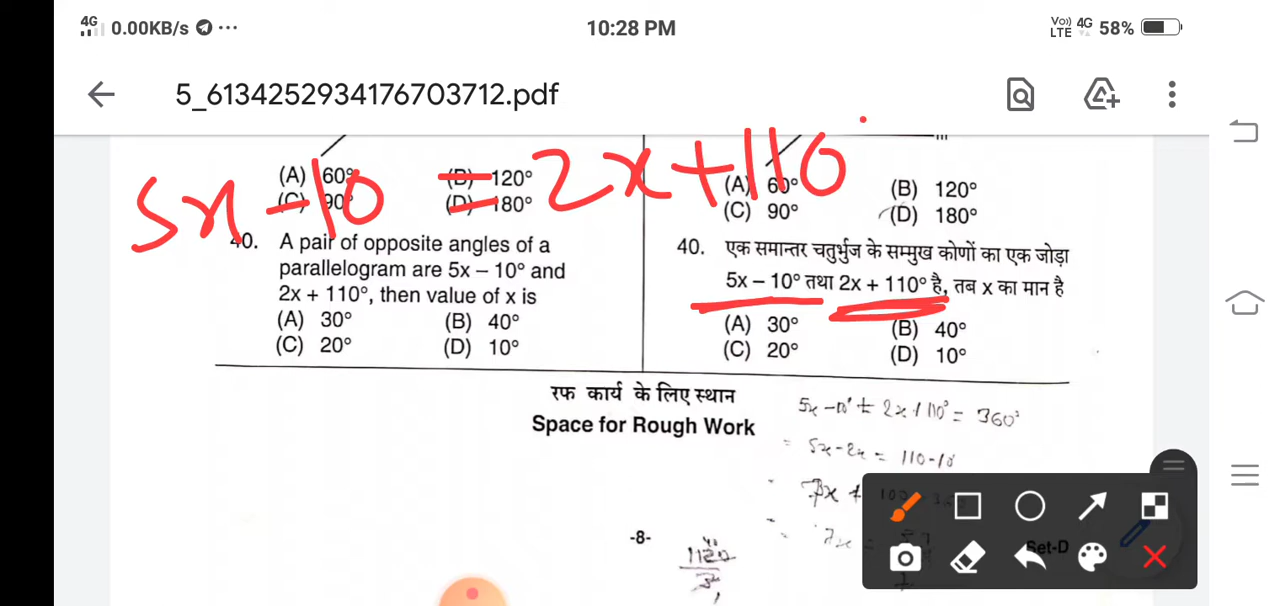 4G 0.00KB/s ... 10:28 PM Vo)) LTE 4G 58%
5_6134252934176703712.pdf
(A) 60° (B) 120°
(C) 90° (D) 180°
5x - 10 = 2x + 110°
40. A pair of opposite angles of a
parallelogram are 5x – 10° and
2x + 110°, then value of x is
(A) 30° (B) 40°
(C) 20° (D) 10°
(A) 60° (B) 120°
(C) 90° (D) 180°
40. एक समान्तर चतुर्भुज के सम्मुख कोणों का एक जोड़ा
5x – 10° तथा 2x + 110° है, तब x का मान है
(A) 30° (B) 40°
(C) 20° (D) 10°
रफ कार्य के लिए स्थान
Space for Rough Work
5x - 10° + 2x + 110° = 360°
= 5x - 2x = 110 - 10
-8-
Set-D